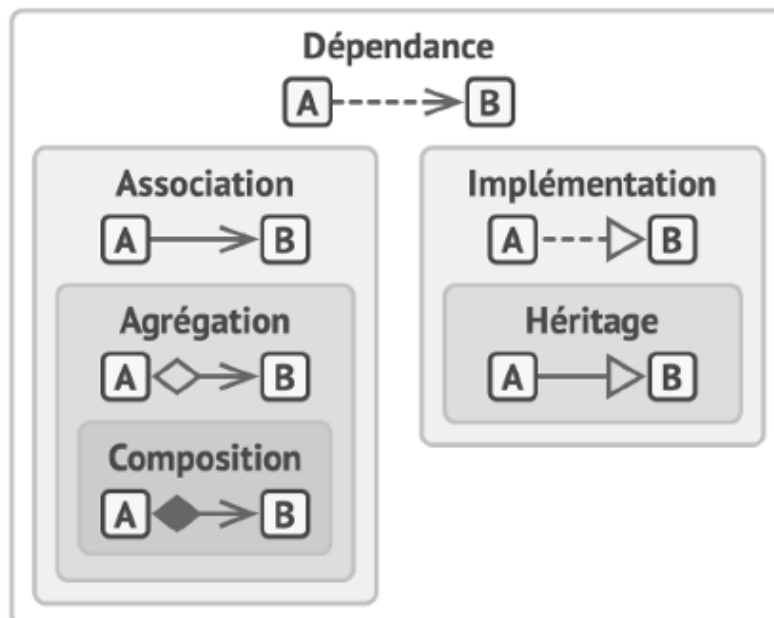 Dépendance
A B
Association
A B
Agrégation
A B
Composition
A B
Implémentation
A B
Héritage
A B